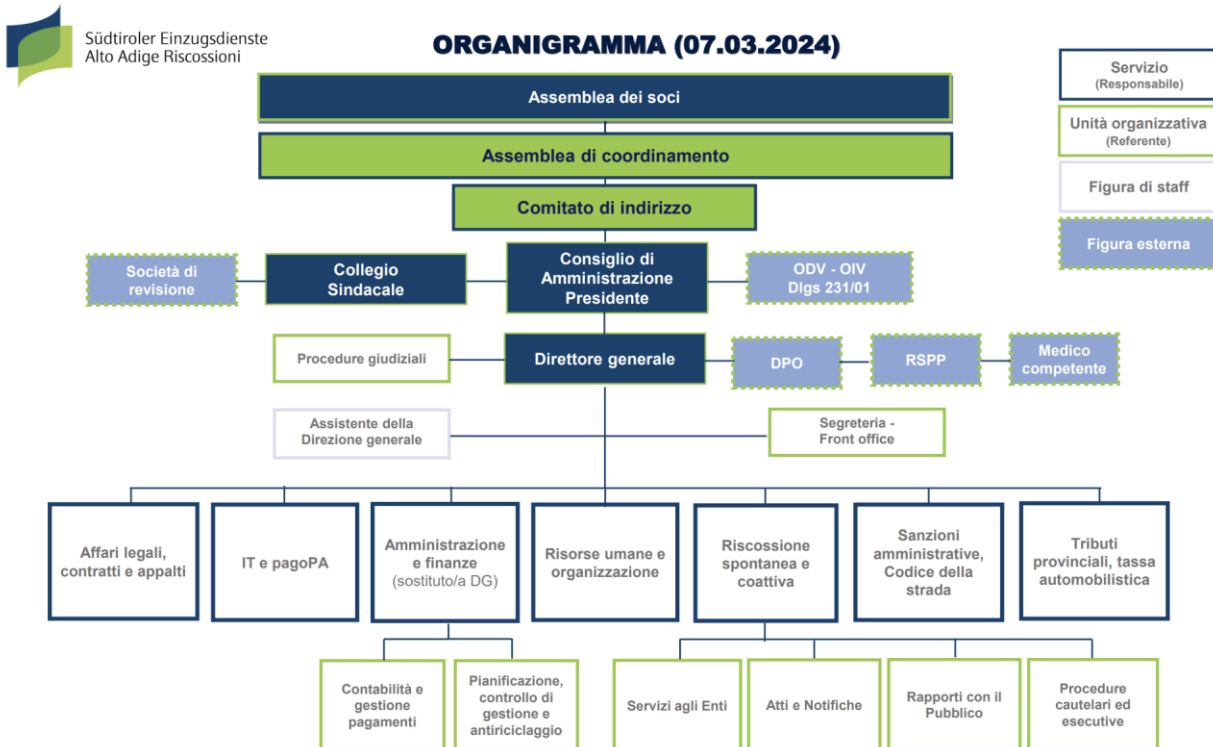 Südtiroler Einzugsdienste
Alto Adige Riscossioni
ORGANIGRAMMA (07.03.2024)
Servizio
(Responsabile)
Unità organizzativa
(Referente)
Figura di staff
Figura esterna
Assemblea dei soci
Assemblea di coordinamento
Comitato di indirizzo
Società di
revisione
Collegio
Sindacale
Consiglio di
Amministrazione
Presidente
ODV - OIV
Dlgs 231/01
Procedure giudiziali
Direttore generale
DPO
RSPP
Medico
competente
Assistente della
Direzione generale
Segreteria -
Front office
Affari legali,
contratti e appalti
IT e pagoPA
Amministrazione
e finanze
(sostituto/a DG)
Risorse umane e
organizzazione
Riscossione
spontanea e
coattiva
Sanzioni
amministrative,
Codice della
strada
Tributi
provinciali, tassa
automobilistica
Contabilità e
gestione
pagamenti
Pianificazione,
controllo di
gestione e
antiriciclaggio
Servizi agli Enti
Atti e Notifiche
Rapporti con il
Pubblico
Procedure
cautelari ed
esecutive